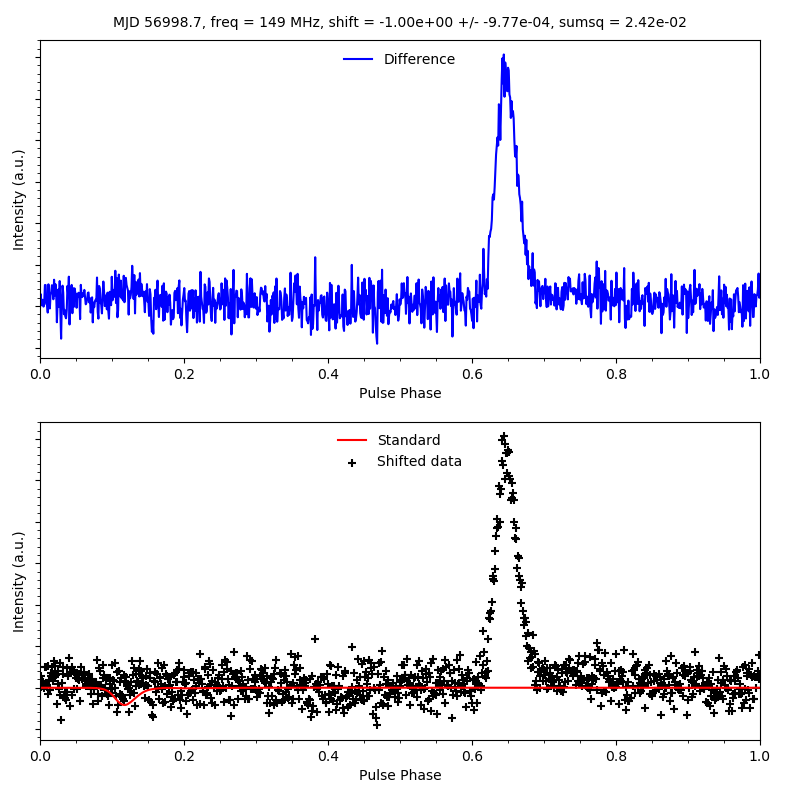 MJD 56998.7, freq = 149 MHz, shift = -1.00e+00 +/- -9.77e-04, sumsq = 2.42e-02
Difference
Intensity (a.u.)
0.0 0.2 0.4 0.6 0.8 1.0
Pulse Phase
Standard
Shifted data
Intensity (a.u.)
0.0 0.2 0.4 0.6 0.8 1.0
Pulse Phase